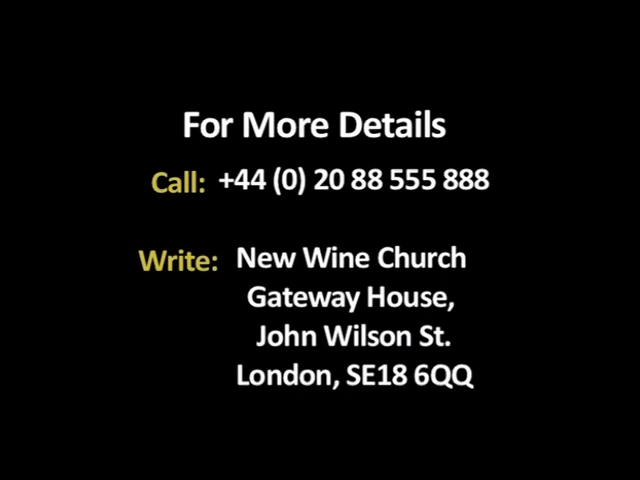 For More Details
Call: +44 (0) 20 88 555 888
Write: New Wine Church
Gateway House,
John Wilson St.
London, SE18 6QQ